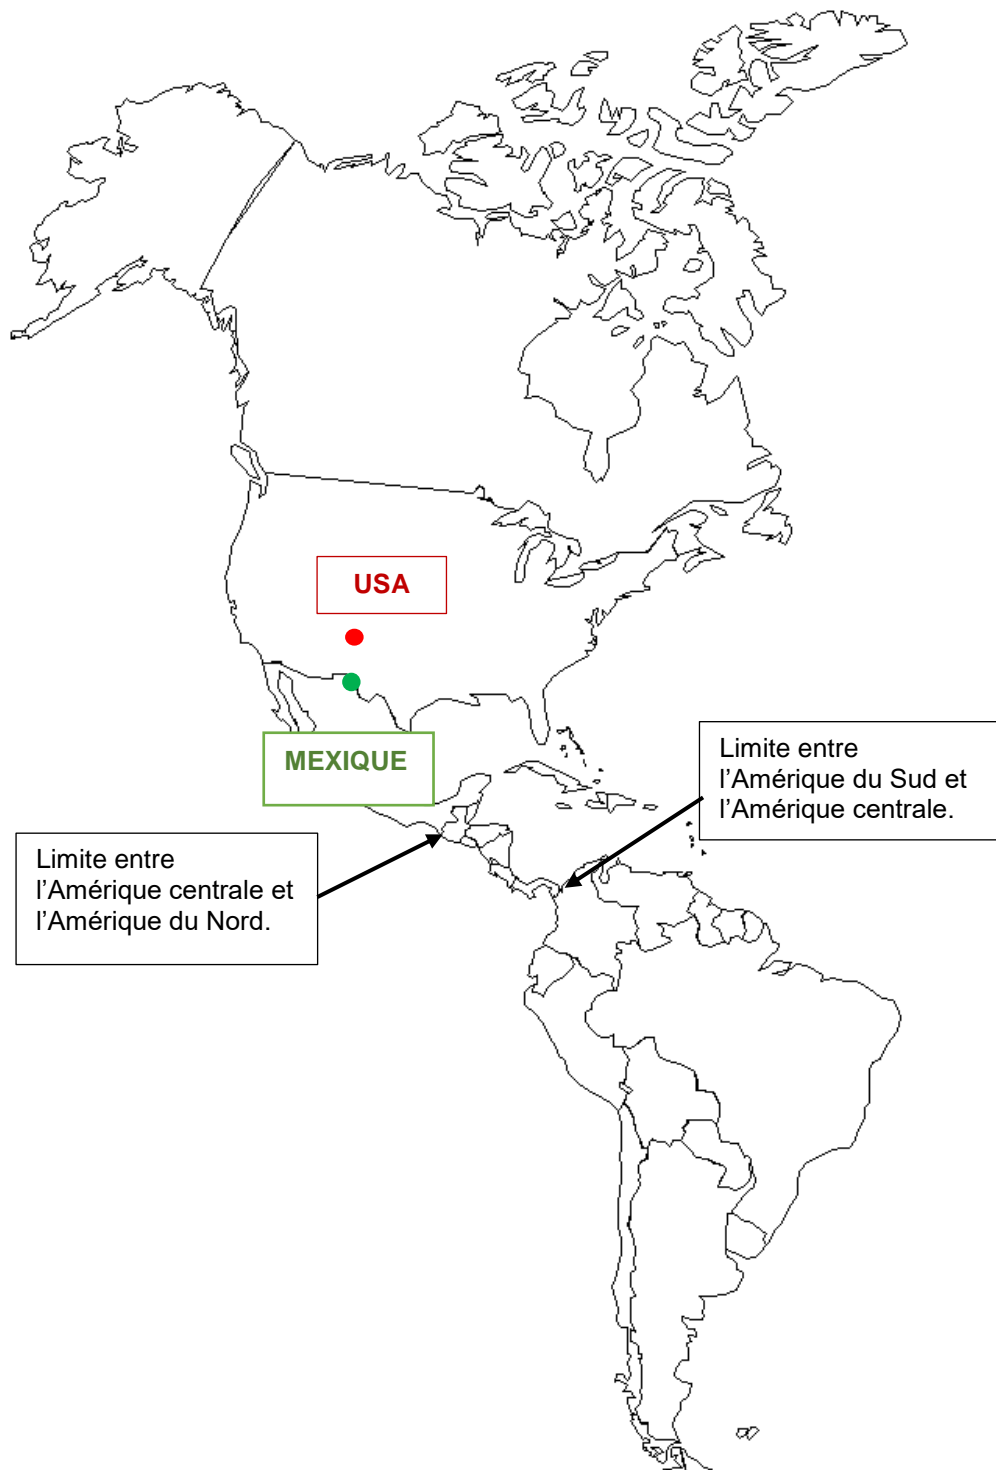 USA
MEXIQUE
Limite entre
l’Amérique du Sud et
l’Amérique centrale.
Limite entre
l’Amérique centrale et
l’Amérique du Nord.